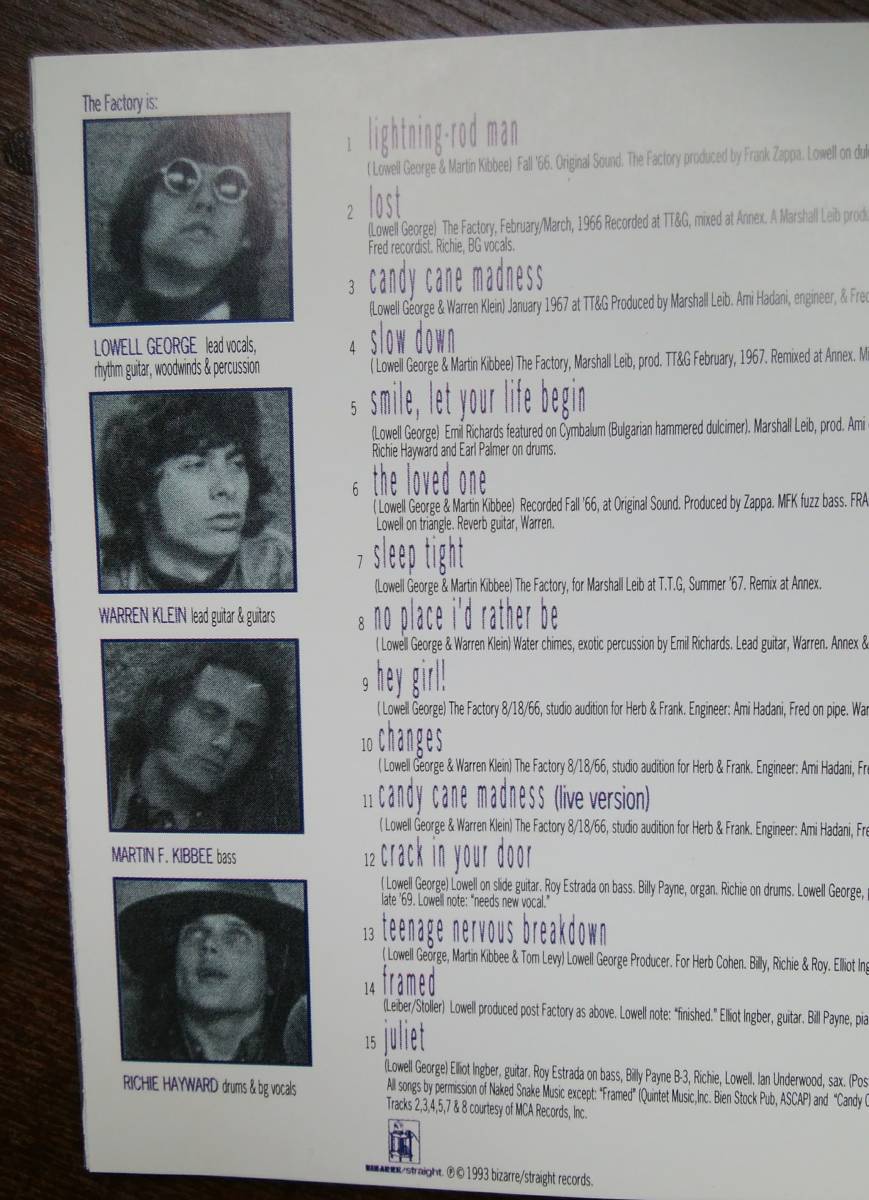 The Factory is:
LOWELL GEORGE lead vocals,
rhythm guitar, woodwinds & percussion
WARREN KLEIN lead guitar & guitars
MARTIN F. KIBBEE bass
RICHIE HAYWARD drums & bg vocals
1 lightning-rod man
( Lowell George & Martin Kibbee) Fall '66. Original Sound. The Factory produced by Frank Zappa. Lowell on
2 lost
(Lowell George) The Factory, February/March, 1966 Recorded at TT&G, mixed at Annex. A Marshall Leib
Fred recordist. Richie, BG vocals.
3 candy cane madness
(Lowell George & Warren Klein) January 1967 at TT&G Produced by Marshall Leib. Ami Hadani, engineer, & Fred
4 slow down
( Lowell George & Martin Kibbee) The Factory, Marshall Leib, prod. TT&G February, 1967. Remixed at Annex.
5 smile, let your life begin
(Lowell George) Emil Richards featured on Cymbalum (Bulgarian hammered dulcimer). Marshall Leib, prod. Ami
Richie Hayward and Earl Palmer on drums.
6 the loved one
( Lowell George & Martin Kibbee) Recorded Fall '66, at Original Sound. Produced by Zappa. MFK fuzz bass. FRA
Lowell on triangle. Reverb guitar, Warren.
7 sleep tight
(Lowell George & Martin Kibbee) The Factory, for Marshall Leib at T.T.G, Summer '67. Remix at Annex.
8 no place i'd rather be
( Lowell George & Warren Klein) Water chimes, exotic percussion by Emil Richards. Lead guitar, Warren. Annex &
9 hey girl!
( Lowell George) The Factory 8/18/66, studio audition for Herb & Frank. Engineer: Ami Hadani, Fred on pipe. War
10 changes
( Lowell George & Warren Klein) The Factory 8/18/66, studio audition for Herb & Frank. Engineer: Ami Hadani, Fre
11 candy cane madness (live version)
( Lowell George & Warren Klein) The Factory 8/18/66, studio audition for Herb & Frank. Engineer: Ami Hadani, Fre
12 crack in your door
( Lowell George) Lowell on slide guitar. Roy Estrada on bass. Billy Payne, organ. Richie on drums. Lowell George,
late '69. Lowell note: "needs new vocal."
13 teenage nervous breakdown
( Lowell George, Martin Kibbee & Tom Levy) Lowell George Producer. For Herb Cohen. Billy, Richie & Roy. Elliot Ing
14 framed
(Leiber/Stoller) Lowell produced post Factory as above. Lowell note: "finished." Elliot Ingber, guitar. Bill Payne, pia
15 juliet
(Lowell George) Elliot Ingber, guitar. Roy Estrada on bass, Billy Payne B-3, Richie, Lowell. Ian Underwood, sax. (Pos
All songs by permission of Naked Snake Music except: "Framed" (Quintet Music,Inc. Bien Stock Pub, ASCAP) and "Candy C
Tracks 2,3,4,5,7 & 8 courtesy of MCA Records, Inc.
BIZARRE/straight. ℗© 1993 bizarre/straight records.